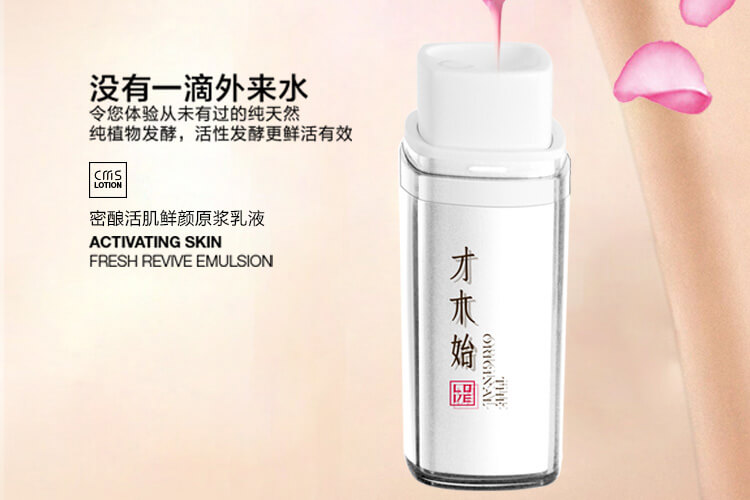 没有一滴外来水
令您体验从未有过的纯天然
纯植物发酵，活性发酵更鲜活有效
CMS
LOTION
密酿活肌鲜颜原浆乳液
ACTIVATING SKIN
FRESH REVIVE EMULSION
才木始
THE
ORIGINAL
LOVE